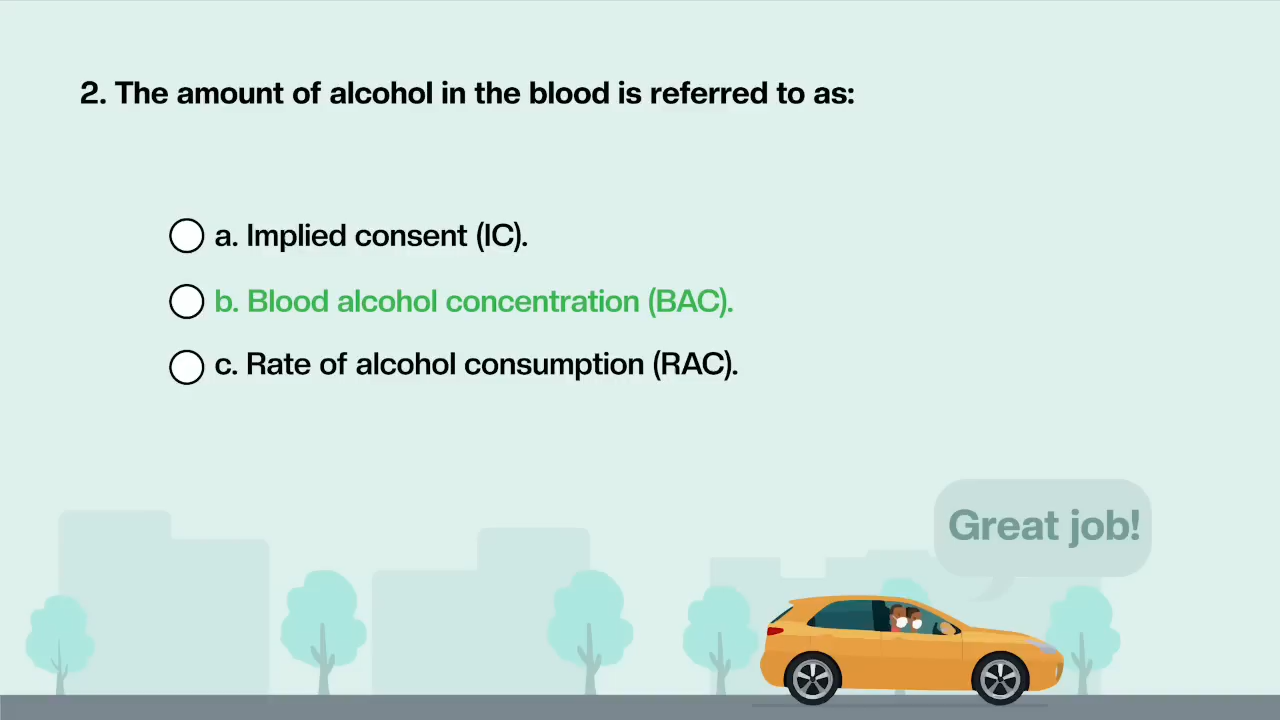 2. The amount of alcohol in the blood is referred to as:
a. Implied consent (IC).
b. Blood alcohol concentration (BAC).
c. Rate of alcohol consumption (RAC).
Great job!